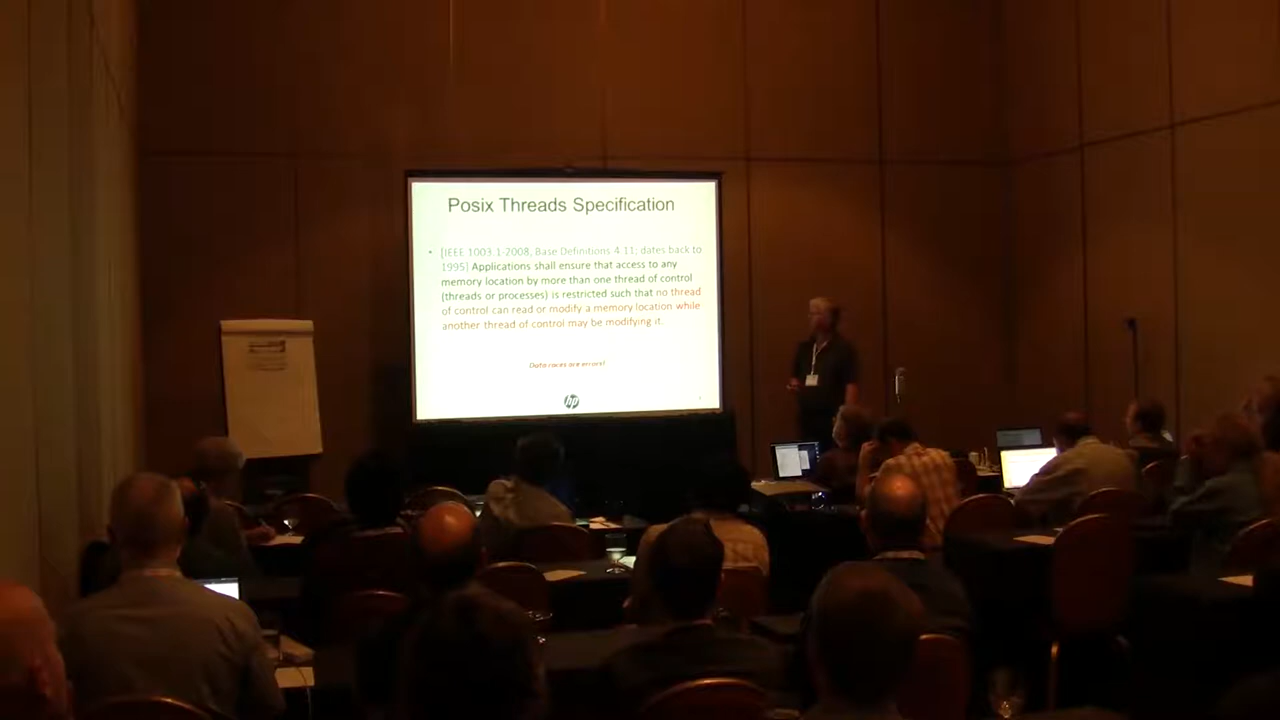 Posix Threads Specification
• [IEEE 1003.1-2008, Base Definitions 4.11; dates back to
1995] Applications shall ensure that access to any
memory location by more than one thread of control
(threads or processes) is restricted such that no thread
of control can read or modify a memory location while
another thread of control may be modifying it.
Data races are errors!
hp